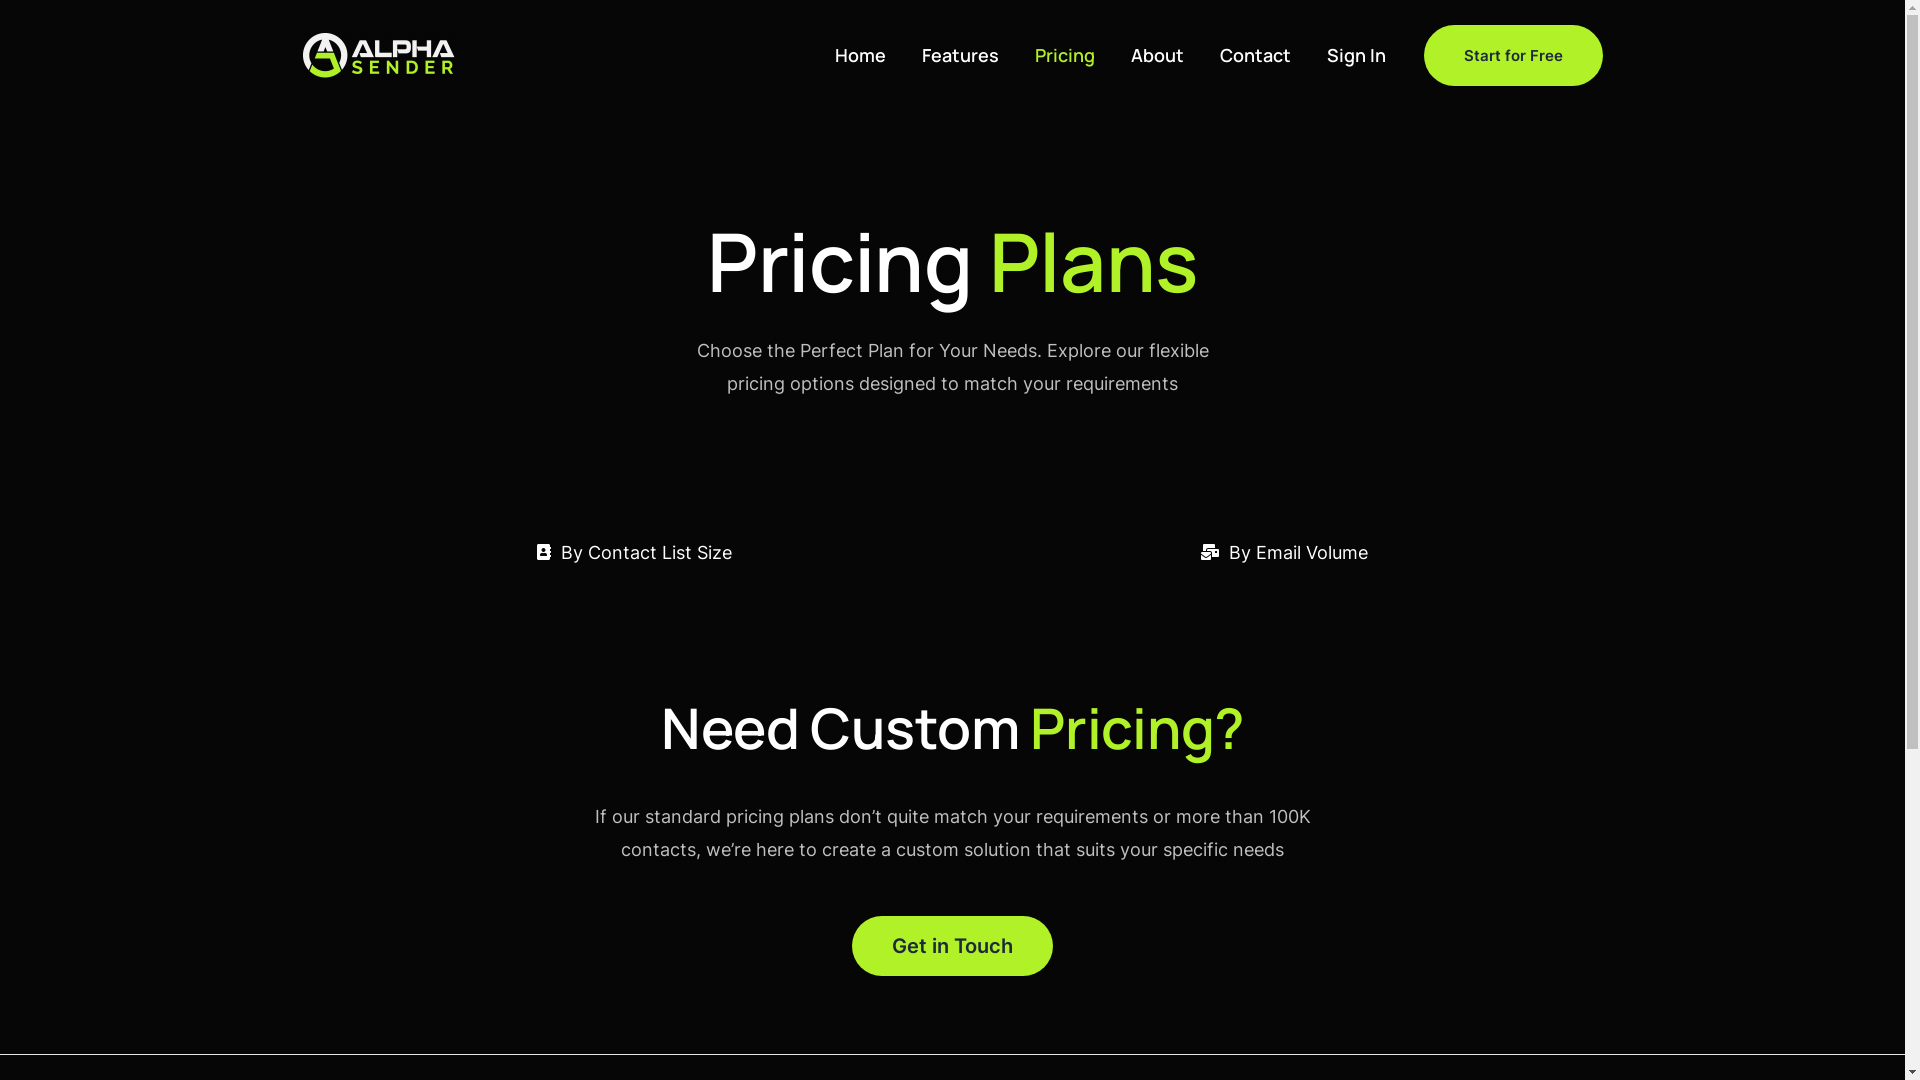 ALPHA
SENDER
Home
Features
Pricing
About
Contact
Sign In
Start for Free
Pricing Plans
Choose the Perfect Plan for Your Needs. Explore our flexible
pricing options designed to match your requirements
By Contact List Size
By Email Volume
Need Custom Pricing?
If our standard pricing plans don’t quite match your requirements or more than 100K
contacts, we’re here to create a custom solution that suits your specific needs
Get in Touch